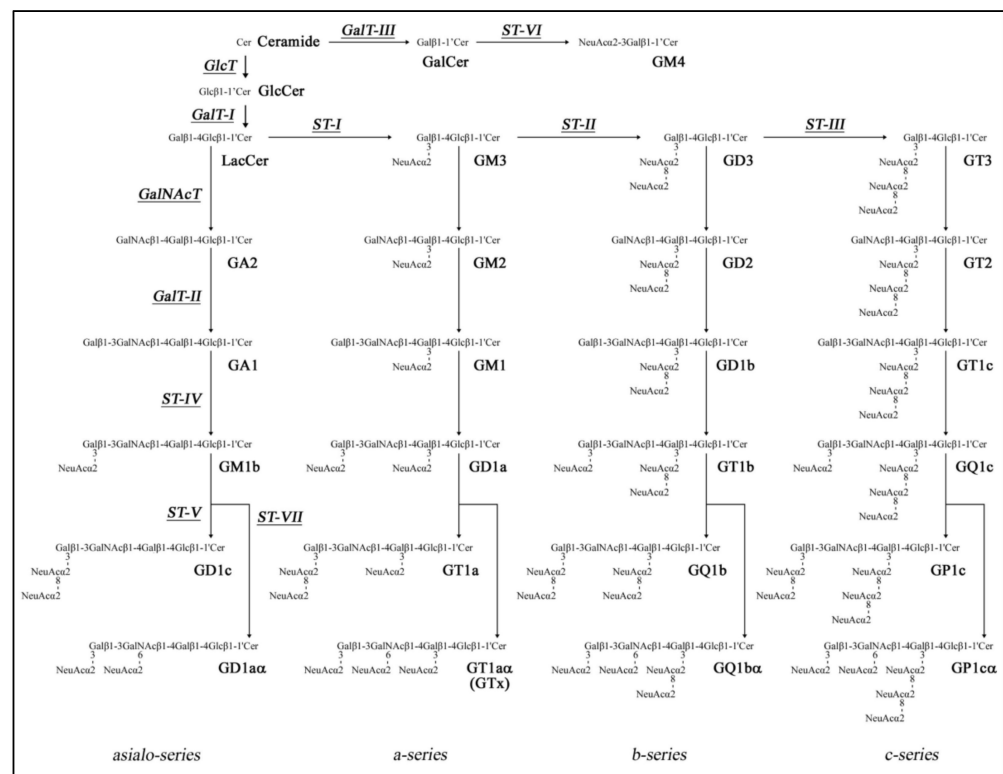 GalT-III ST-VI
Cer Ceramide Galβ1-1'Cer NeuAcα2-3Galβ1-1'Cer
GlcT GalCer GM4
Glcβ1-1'Cer GlcCer
GalT-I ST-I ST-II ST-III
Galβ1-4Glcβ1-1'Cer Galβ1-4Glcβ1-1'Cer Galβ1-4Glcβ1-1'Cer Galβ1-4Glcβ1-1'Cer
3 3 3
LacCer NeuAcα2 GM3 NeuAcα2 GD3 NeuAcα2 GT3
8 8
NeuAcα2 NeuAcα2
8
GalNAcT NeuAcα2
GalNAcβ1-4Galβ1-4Glcβ1-1'Cer GalNAcβ1-4Galβ1-4Glcβ1-1'Cer GalNAcβ1-4Galβ1-4Glcβ1-1'Cer GalNAcβ1-4Galβ1-4Glcβ1-1'Cer
3 3 3
GA2 NeuAcα2 GM2 NeuAcα2 GD2 NeuAcα2 GT2
8 8
NeuAcα2 NeuAcα2
8
GalT-II NeuAcα2
Galβ1-3GalNAcβ1-4Galβ1-4Glcβ1-1'Cer Galβ1-3GalNAcβ1-4Galβ1-4Glcβ1-1'Cer Galβ1-3GalNAcβ1-4Galβ1-4Glcβ1-1'Cer Galβ1-3GalNAcβ1-4Galβ1-4Glcβ1-1'Cer
3 3 3
GA1 NeuAcα2 GM1 NeuAcα2 GD1b NeuAcα2 GT1c
8 8
NeuAcα2 NeuAcα2
8
ST-IV NeuAcα2
Galβ1-3GalNAcβ1-4Galβ1-4Glcβ1-1'Cer Galβ1-3GalNAcβ1-4Galβ1-4Glcβ1-1'Cer Galβ1-3GalNAcβ1-4Galβ1-4Glcβ1-1'Cer Galβ1-3GalNAcβ1-4Galβ1-4Glcβ1-1'Cer
3 3 3 3 3 3 3
NeuAcα2 GM1b NeuAcα2 NeuAcα2 GD1a NeuAcα2 NeuAcα2 GT1b NeuAcα2 NeuAcα2 GQ1c
8 8
NeuAcα2 NeuAcα2
8
ST-V ST-VII NeuAcα2
Galβ1-3GalNAcβ1-4Galβ1-4Glcβ1-1'Cer Galβ1-3GalNAcβ1-4Galβ1-4Glcβ1-1'Cer Galβ1-3GalNAcβ1-4Galβ1-4Glcβ1-1'Cer Galβ1-3GalNAcβ1-4Galβ1-4Glcβ1-1'Cer
3 3 3 3 3 3 3
NeuAcα2 GD1c NeuAcα2 NeuAcα2 GT1a NeuAcα2 NeuAcα2 GQ1b NeuAcα2 NeuAcα2 GP1c
8 8 8 8 8 8
NeuAcα2 NeuAcα2 NeuAcα2 NeuAcα2 NeuAcα2 NeuAcα2
8
NeuAcα2
Galβ1-3GalNAcβ1-4Galβ1-4Glcβ1-1'Cer Galβ1-3GalNAcβ1-4Galβ1-4Glcβ1-1'Cer Galβ1-3GalNAcβ1-4Galβ1-4Glcβ1-1'Cer Galβ1-3GalNAcβ1-4Galβ1-4Glcβ1-1'Cer
3 6 3 6 3 3 6 3 3 6 3
NeuAcα2 NeuAcα2 GD1aα NeuAcα2 NeuAcα2 NeuAcα2 GT1aα NeuAcα2 NeuAcα2 NeuAcα2 GQ1bα NeuAcα2 NeuAcα2 NeuAcα2 GP1cα
(GTx) 8 8
NeuAcα2 NeuAcα2
8
NeuAcα2
asialo-series a-series b-series c-series